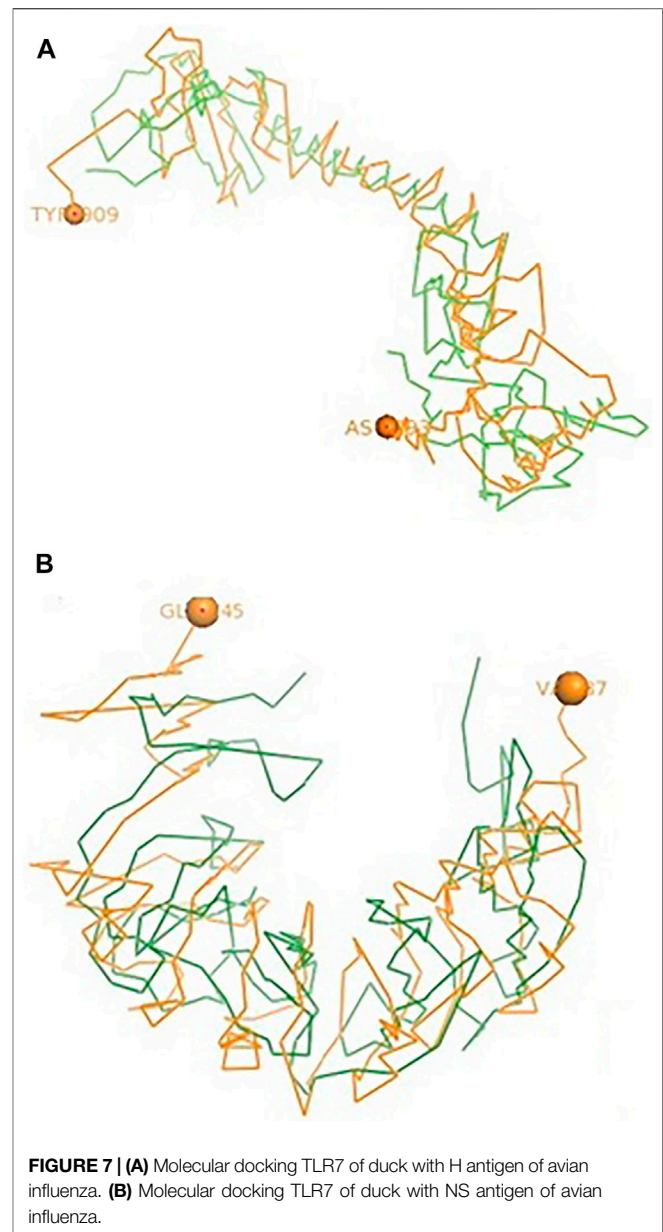 A
B
FIGURE 7 | (A) Molecular docking TLR7 of duck with H antigen of avian
influenza. (B) Molecular docking TLR7 of duck with NS antigen of avian
influenza.